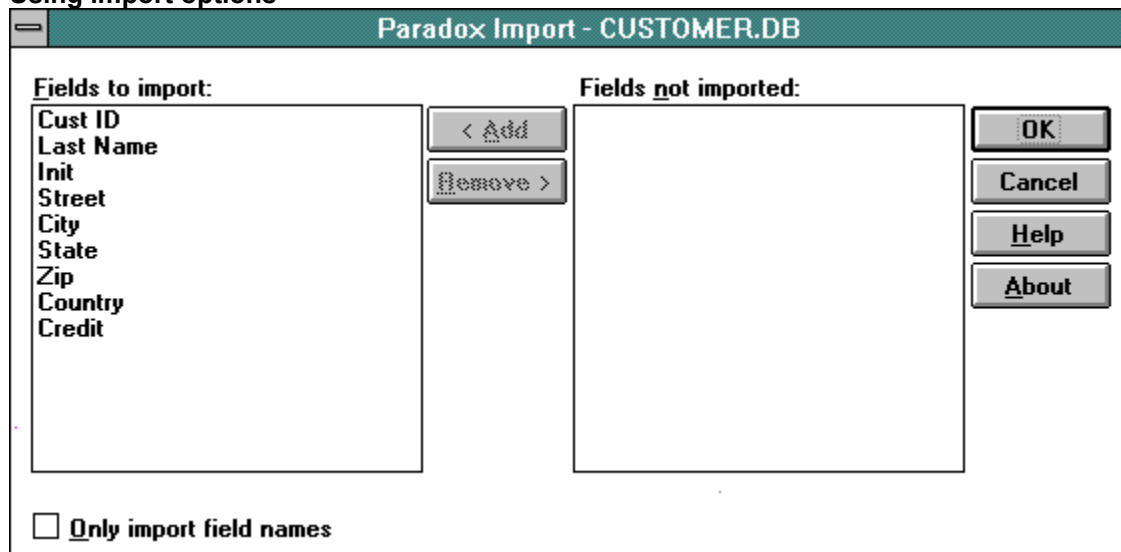 Using import options
Paradox Import - CUSTOMER.DB
Fields to import:
Fields not imported:
Cust ID
Last Name
Init
Street
City
State
Zip
Country
Credit
< Add
Remove >
OK
Cancel
Help
About
Only import field names